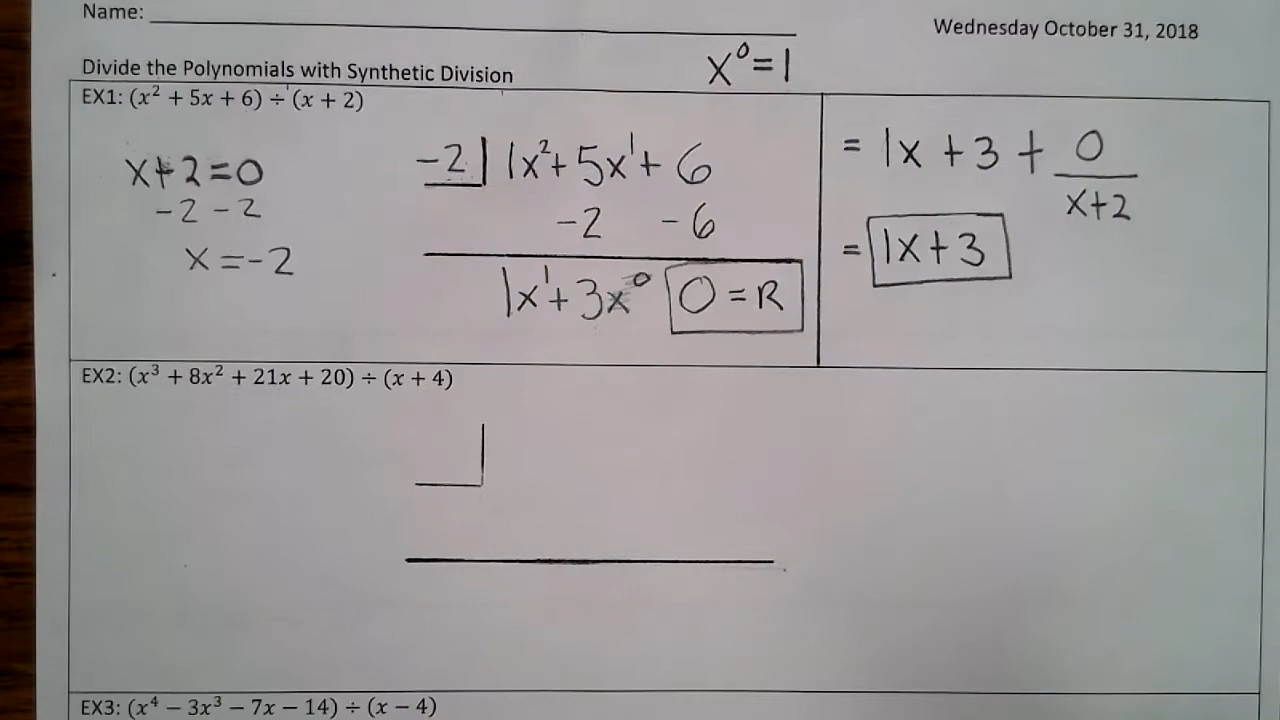 Name: ____________
Wednesday October 31, 2018
Divide the Polynomials with Synthetic Division
x⁰ = 1
EX1: (x² + 5x + 6) ÷ (x + 2)
x + 2 = 0
-2 -2
x = -2
-2 | 1x² + 5x¹ + 6
-2 -6
1x¹ + 3x⁰ 0 = R
= 1x + 3 + 0/(x+2)
= 1x + 3
EX2: (x³ + 8x² + 21x + 20) ÷ (x + 4)
EX3: (x⁴ − 3x³ − 7x − 14) ÷ (x − 4)